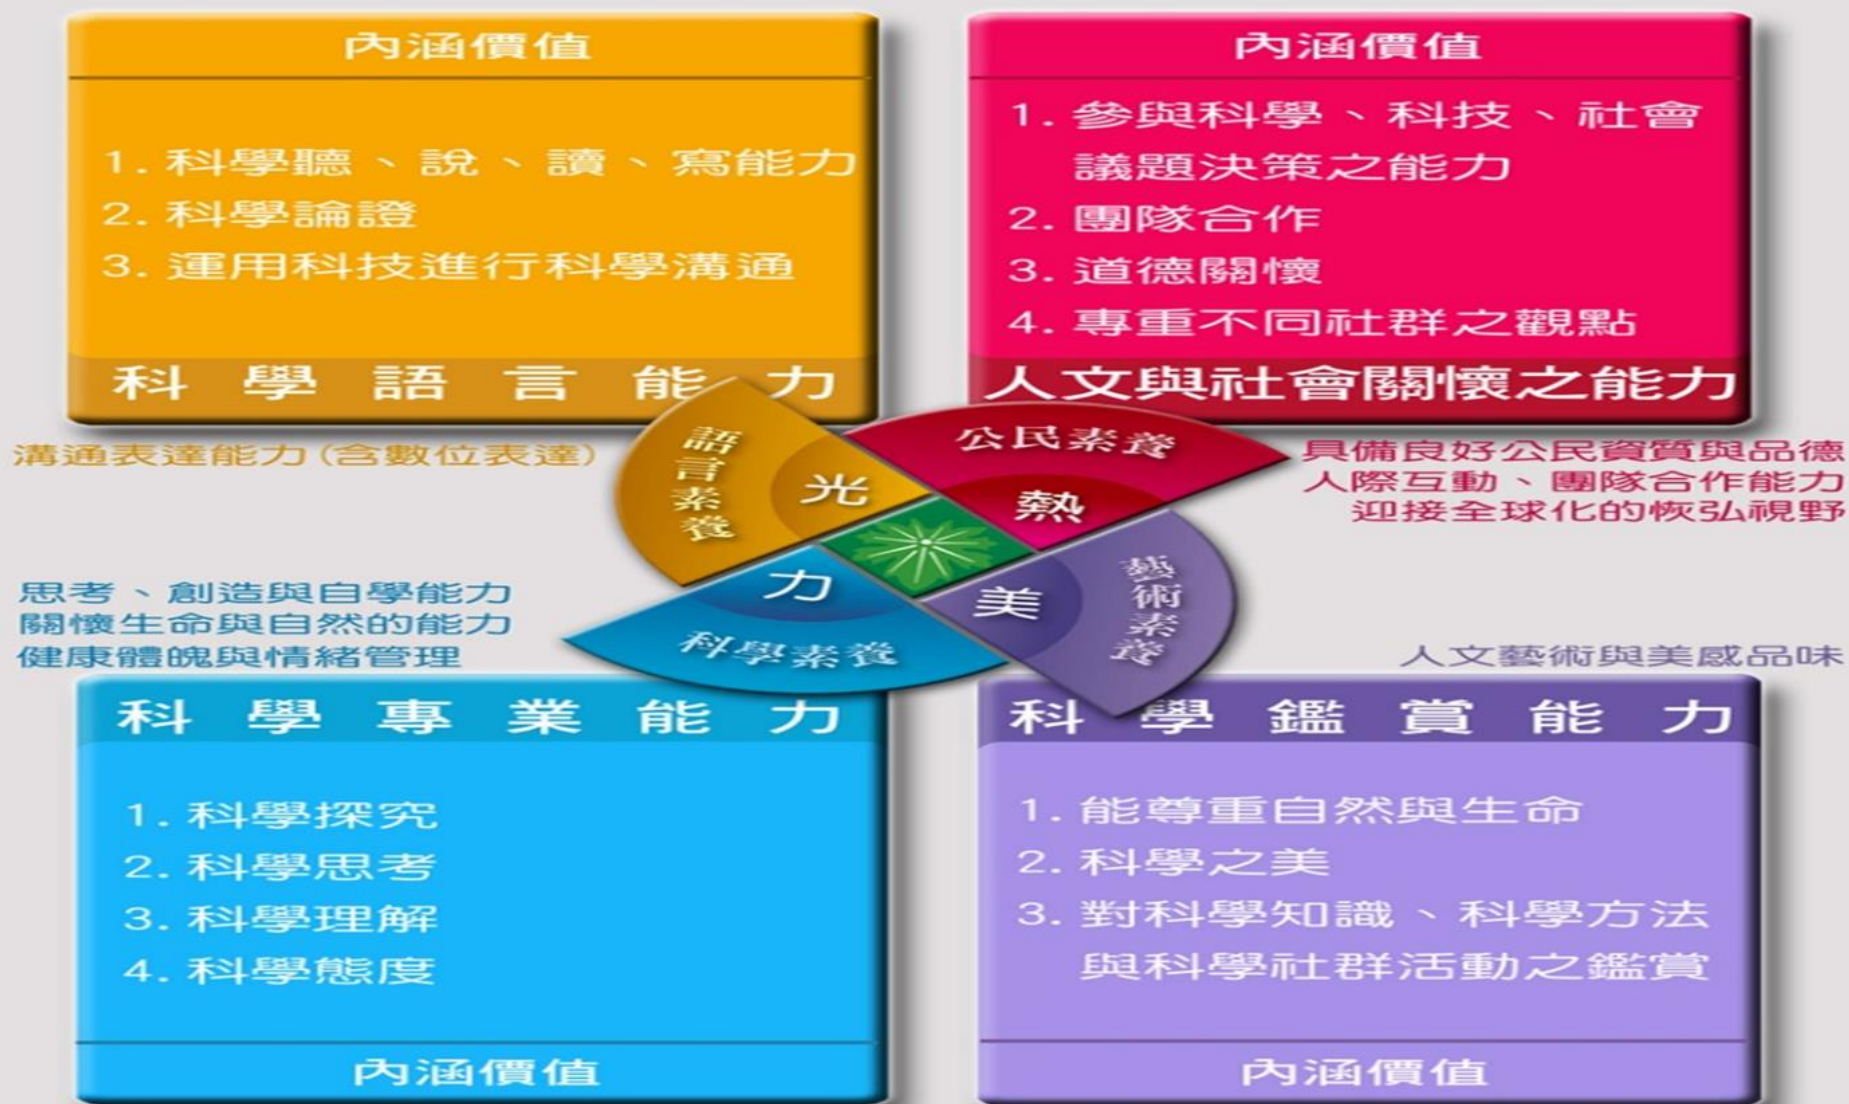 內涵價值
1. 科學聽、說、讀、寫能力
2. 科學論證
3. 運用科技進行科學溝通
科學語言能力
溝通表達能力(含數位表達)
內涵價值
1. 參與科學、科技、社會
議題決策之能力
2. 團隊合作
3. 道德關懷
4. 專重不同社群之觀點
人文與社會關懷之能力
具備良好公民資質與品德
人際互動、團隊合作能力
迎接全球化的恢弘視野
語言素養
光
公民素養
熱
力
科學素養
美
藝術素養
思考、創造與自學能力
關懷生命與自然的能力
健康體魄與情緒管理
科學專業能力
1. 科學探究
2. 科學思考
3. 科學理解
4. 科學態度
內涵價值
人文藝術與美感品味
科學鑑賞能力
1. 能尊重自然與生命
2. 科學之美
3. 對科學知識、科學方法
與科學社群活動之鑑賞
內涵價值